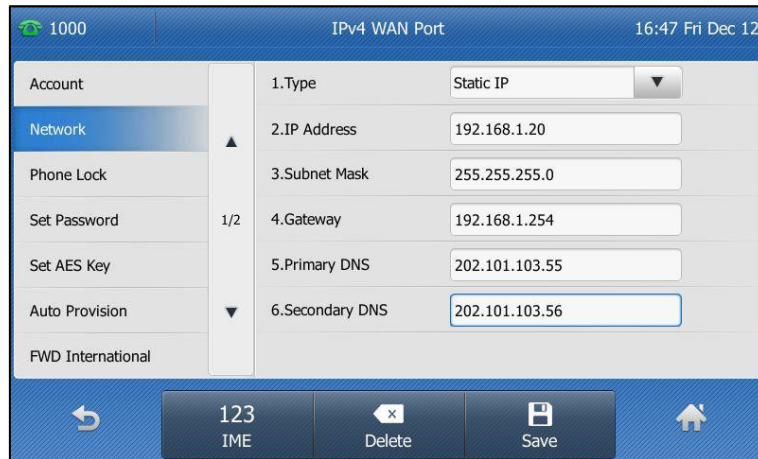 1000 IPv4 WAN Port 16:47 Fri Dec 12
Account
Network
Phone Lock
Set Password
Set AES Key
Auto Provision
FWD International
1/2
1.Type Static IP
2.IP Address 192.168.1.20
3.Subnet Mask 255.255.255.0
4.Gateway 192.168.1.254
5.Primary DNS 202.101.103.55
6.Secondary DNS 202.101.103.56
123
IME
Delete
Save